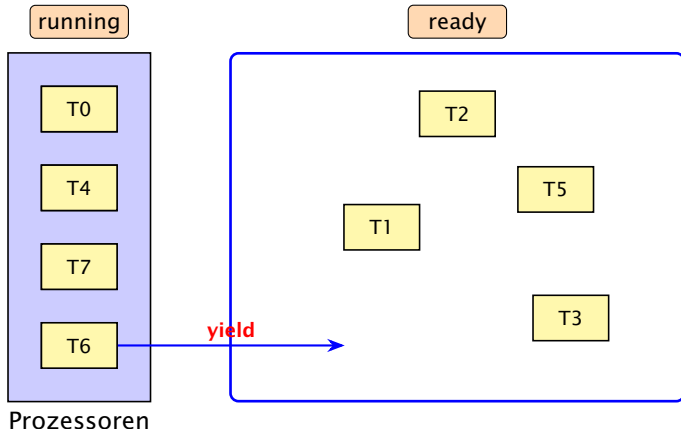 running
ready
T0
T4
T7
T6
yield
T2
T5
T1
T3
Prozessoren